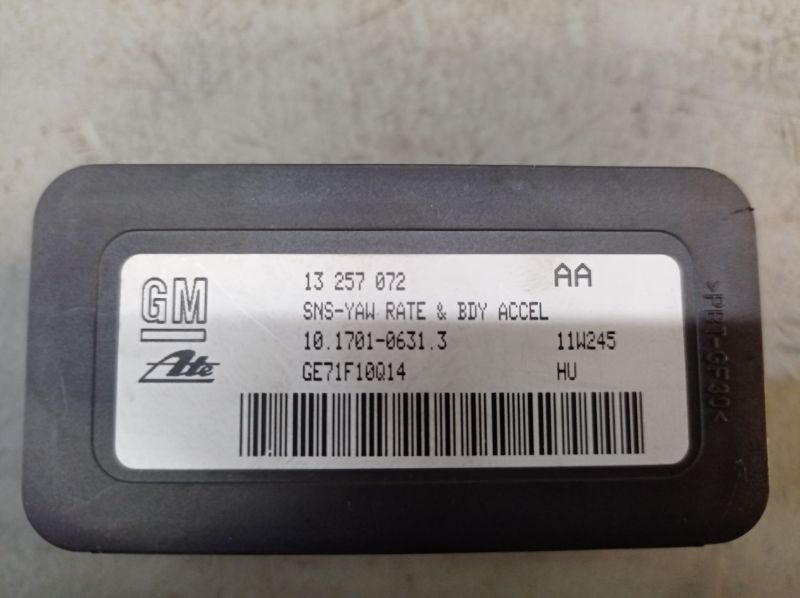 GM
13 257 072 AA
SNS-YAW RATE & BDY ACCEL
10.1701-0631.3 11W245
Ate
GE71F10Q14 HU
>PBT-GF30<